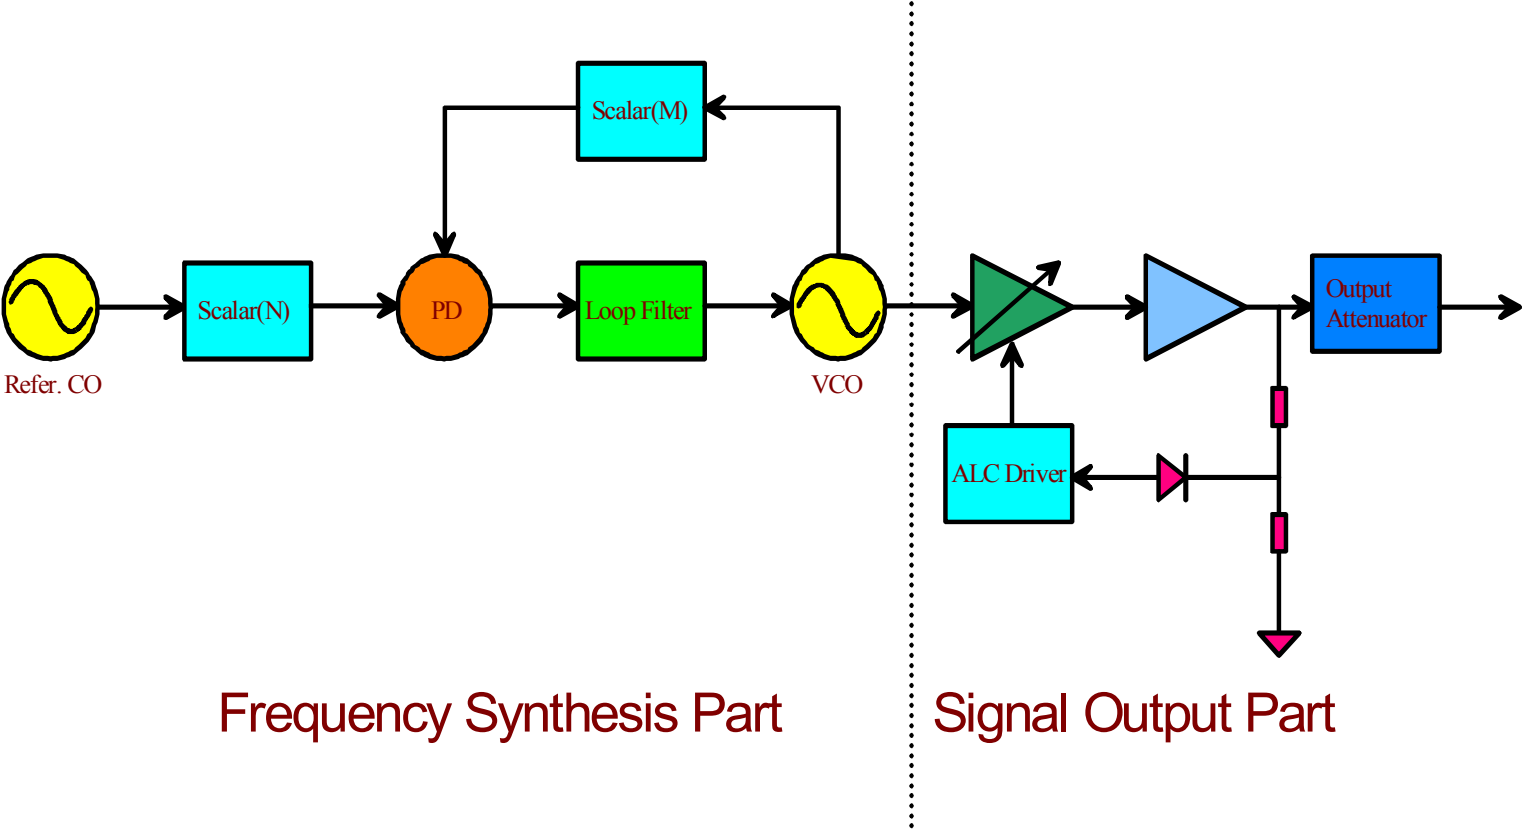 Scalar(M)
Scalar(N)
PD
Loop Filter
Output
Attenuator
Refer. CO
VCO
ALC Driver
Frequency Synthesis Part
Signal Output Part